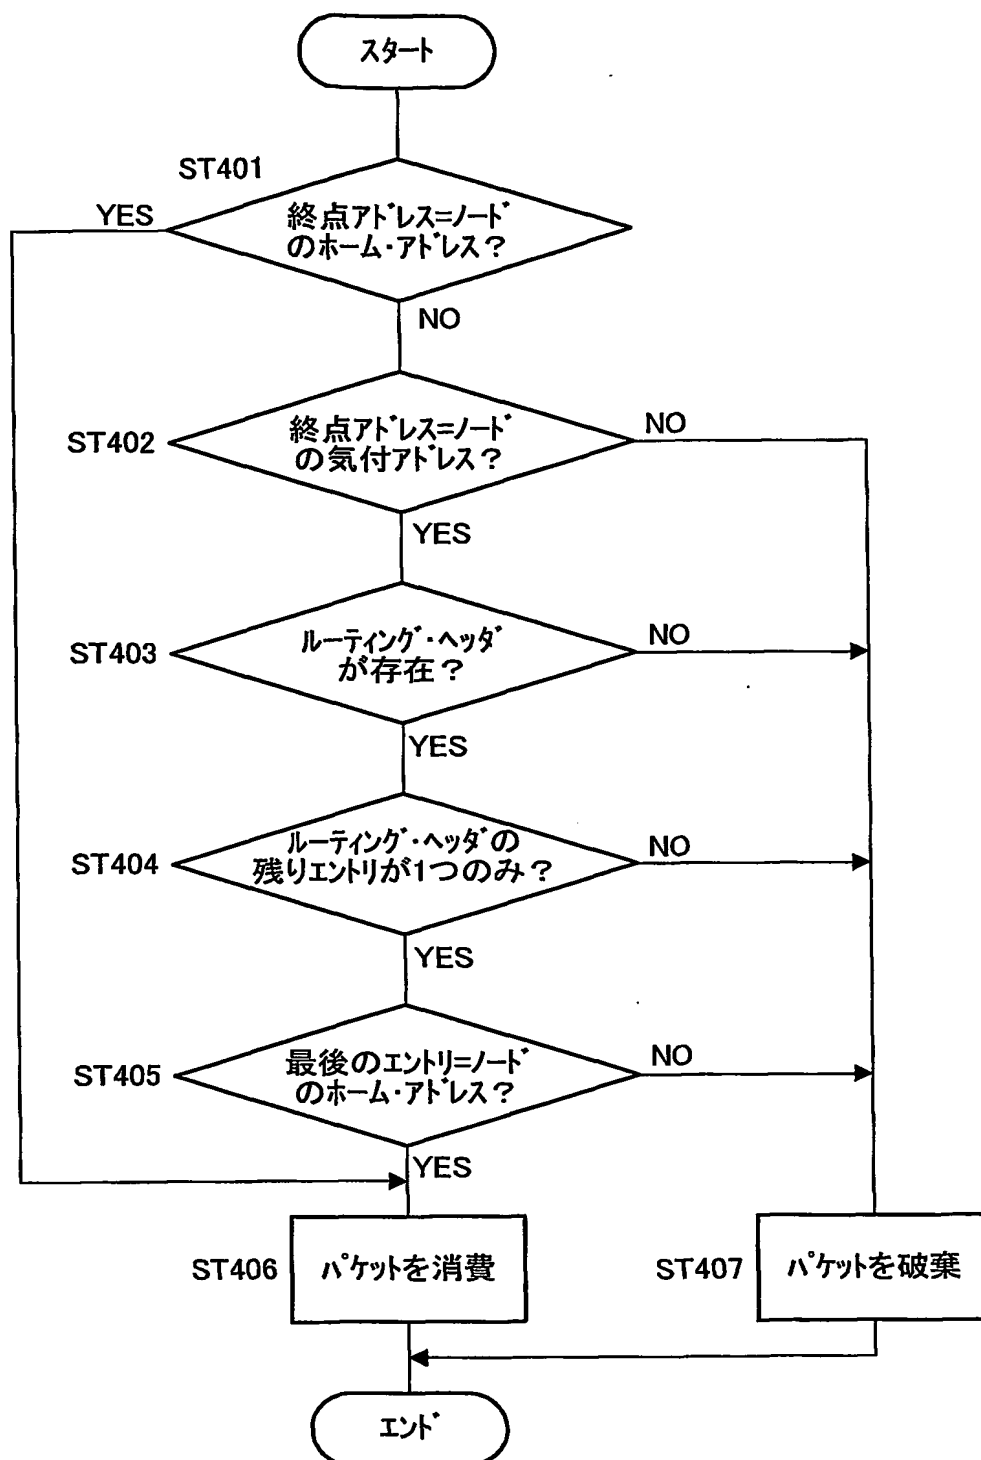 スタート
ST401
YES
終点アドレス=ノード
のホーム・アドレス?
NO
ST402
終点アドレス=ノード
の気付アドレス?
NO
YES
ST403
ルーティング・ヘッダ
が存在?
NO
YES
ST404
ルーティング・ヘッダの
残りエントリが1つのみ?
NO
YES
ST405
最後のエントリ=ノード
のホーム・アドレス?
NO
YES
ST406
パケットを消費
ST407
パケットを破棄
エンド